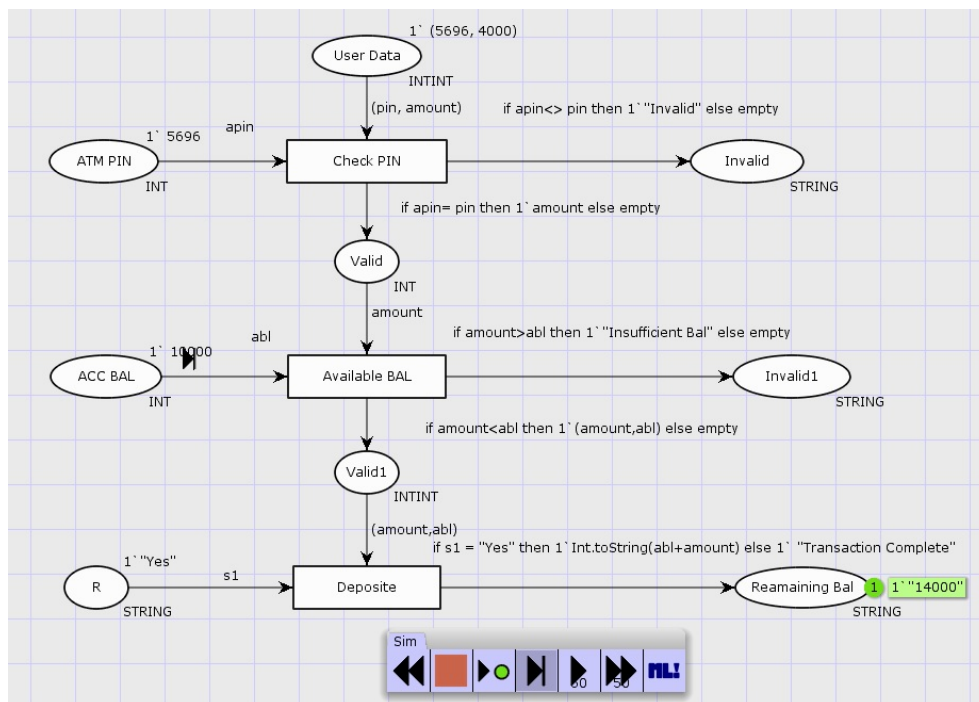 1` (5696, 4000)
User Data
INTINT
(pin, amount)
if apin<> pin then 1`"Invalid" else empty
1` 5696
apin
ATM PIN
Check PIN
Invalid
INT
STRING
if apin= pin then 1`amount else empty
Valid
INT
amount
if amount>abl then 1`"Insufficient Bal" else empty
abl
1` 10000
ACC BAL
Available BAL
Invalid1
INT
STRING
if amount<abl then 1`(amount,abl) else empty
Valid1
INTINT
(amount,abl)
if s1 = "Yes" then 1`Int.toString(abl+amount) else 1` "Transaction Complete"
1`"Yes"
s1
R
Deposite
Reamaining Bal
1
1`"14000"
STRING
STRING
Sim
50
50
ML!